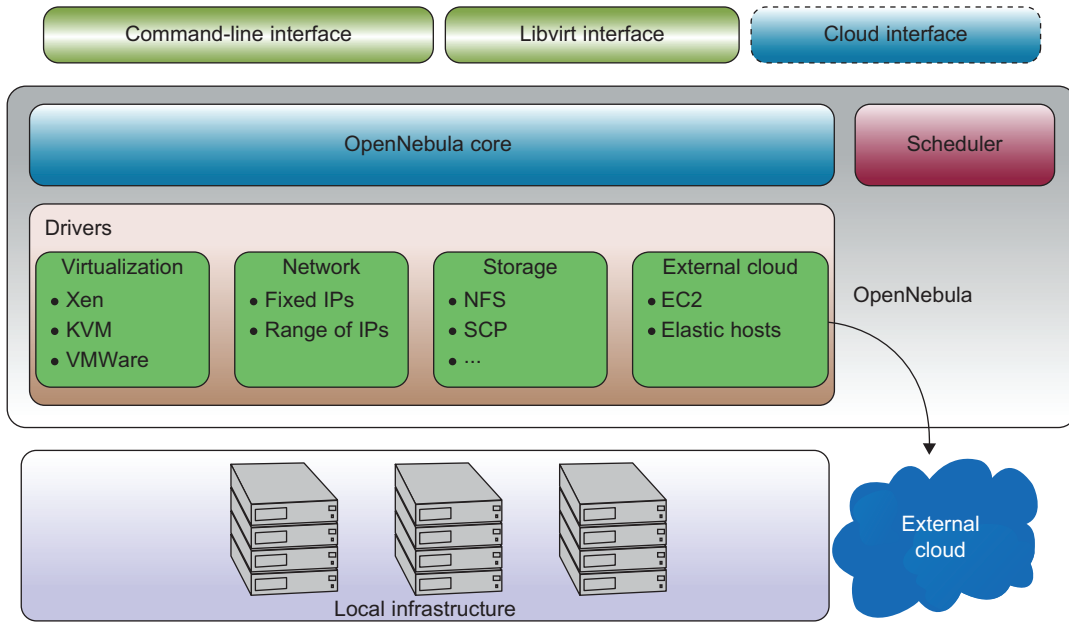 Command-line interface
Libvirt interface
Cloud interface
OpenNebula core
Scheduler
Drivers
Virtualization
• Xen
• KVM
• VMWare
Network
• Fixed IPs
• Range of IPs
Storage
• NFS
• SCP
• ...
External cloud
• EC2
• Elastic hosts
OpenNebula
External
cloud
Local infrastructure